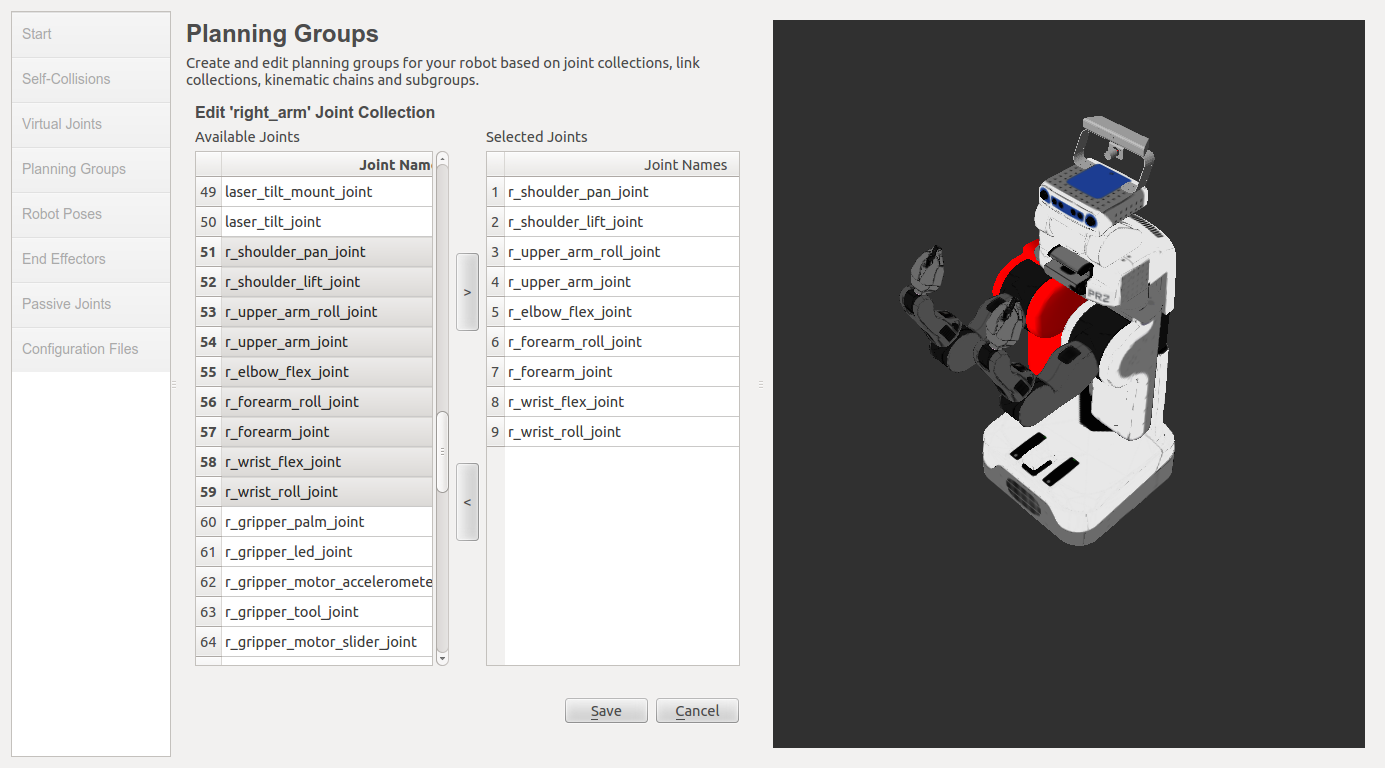 Start
Self-Collisions
Virtual Joints
Planning Groups
Robot Poses
End Effectors
Passive Joints
Configuration Files
Planning Groups
Create and edit planning groups for your robot based on joint collections, link
collections, kinematic chains and subgroups.
Edit 'right_arm' Joint Collection
Available Joints
Joint Nam
49 laser_tilt_mount_joint
50 laser_tilt_joint
51 r_shoulder_pan_joint
52 r_shoulder_lift_joint
53 r_upper_arm_roll_joint
54 r_upper_arm_joint
55 r_elbow_flex_joint
56 r_forearm_roll_joint
57 r_forearm_joint
58 r_wrist_flex_joint
59 r_wrist_roll_joint
60 r_gripper_palm_joint
61 r_gripper_led_joint
62 r_gripper_motor_acceleromete
63 r_gripper_tool_joint
64 r_gripper_motor_slider_joint
>
<
Selected Joints
Joint Names
1 r_shoulder_pan_joint
2 r_shoulder_lift_joint
3 r_upper_arm_roll_joint
4 r_upper_arm_joint
5 r_elbow_flex_joint
6 r_forearm_roll_joint
7 r_forearm_joint
8 r_wrist_flex_joint
9 r_wrist_roll_joint
Save
Cancel
PR2